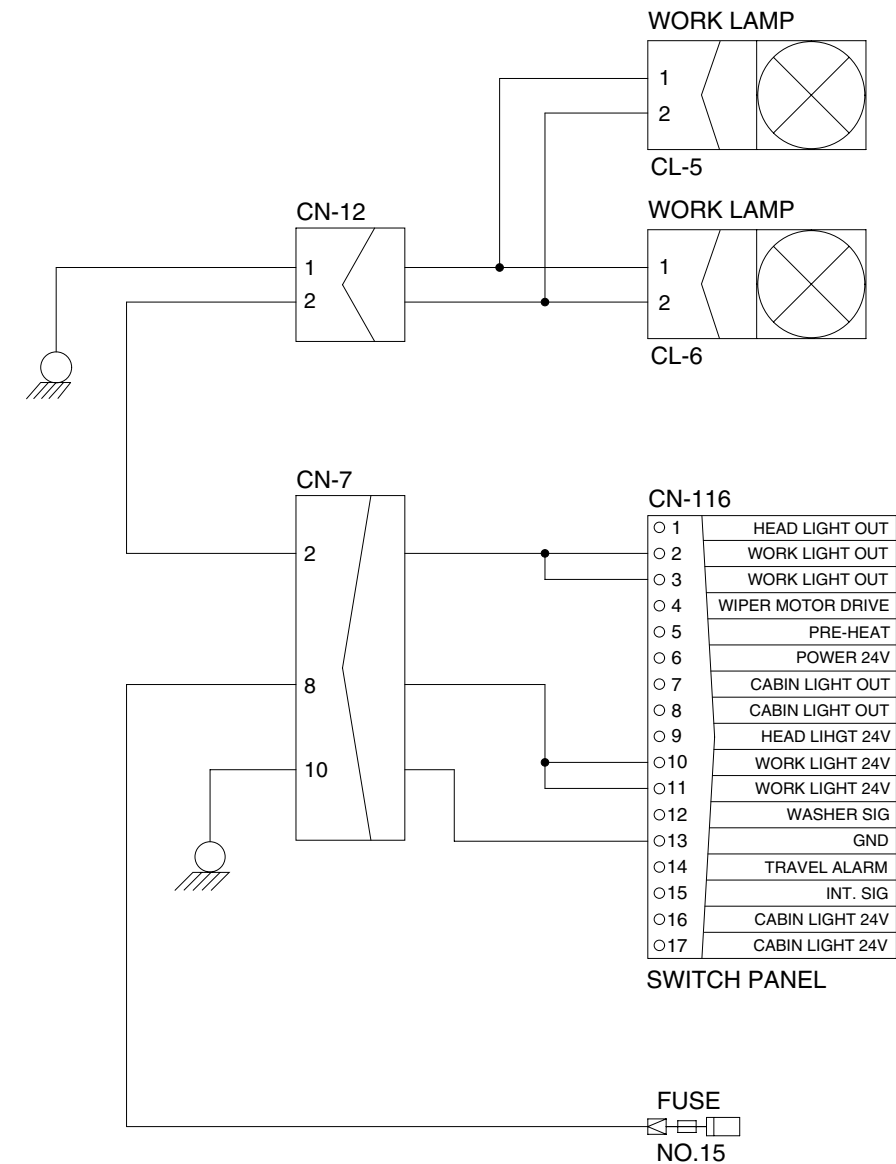 WORK LAMP
1
2
CL-5
CN-12
1
2
WORK LAMP
1
2
CL-6
CN-7
2
8
10
CN-116
1 HEAD LIGHT OUT
2 WORK LIGHT OUT
3 WORK LIGHT OUT
4 WIPER MOTOR DRIVE
5 PRE-HEAT
6 POWER 24V
7 CABIN LIGHT OUT
8 CABIN LIGHT OUT
9 HEAD LIHGT 24V
10 WORK LIGHT 24V
11 WORK LIGHT 24V
12 WASHER SIG
13 GND
14 TRAVEL ALARM
15 INT. SIG
16 CABIN LIGHT 24V
17 CABIN LIGHT 24V
SWITCH PANEL
FUSE
NO.15